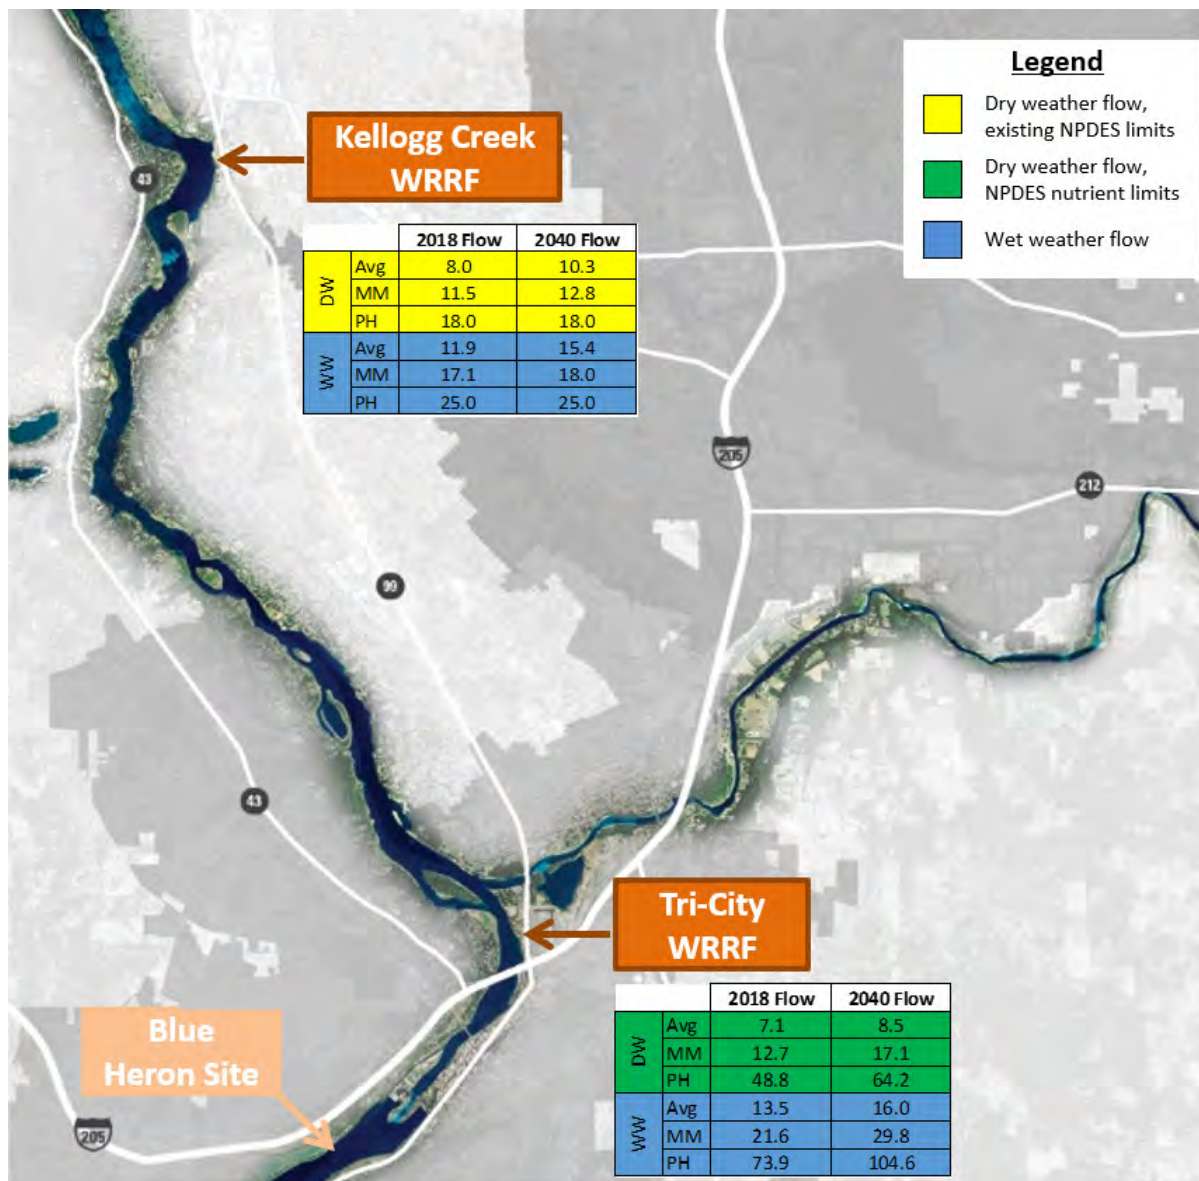 Legend
Dry weather flow,
existing NPDES limits
Dry weather flow,
NPDES nutrient limits
Wet weather flow
Kellogg Creek
WRRF
43
2018 Flow 2040 Flow
DW
Avg 8.0 10.3
MM 11.5 12.8
PH 18.0 18.0
WW
Avg 11.9 15.4
MM 17.1 18.0
PH 25.0 25.0
205
212
99
43
Tri-City
WRRF
2018 Flow 2040 Flow
DW
Avg 7.1 8.5
MM 12.7 17.1
PH 48.8 64.2
WW
Avg 13.5 16.0
MM 21.6 29.8
PH 73.9 104.6
Blue
Heron Site
205